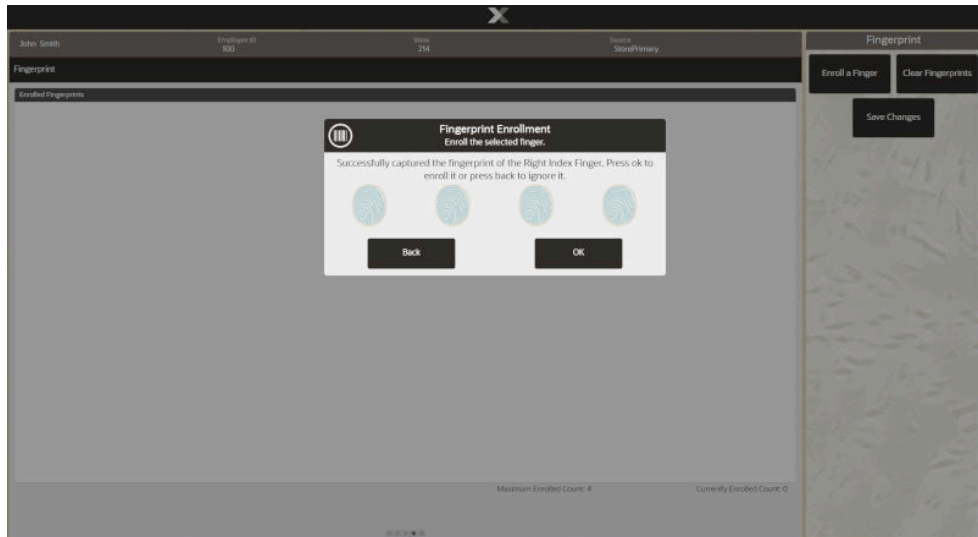 X
John Smith
Employee ID
100
Store
214
Source
StorePrimary
Fingerprint
Enrolled Fingerprints
Fingerprint Enrollment
Enroll the selected finger.
Successfully captured the fingerprint of the Right Index Finger. Press ok to
enroll it or press back to ignore it.
Back
OK
Maximum Enrolled Count: 4
Currently Enrolled Count: 0
Fingerprint
Enroll a Finger
Clear Fingerprints
Save Changes